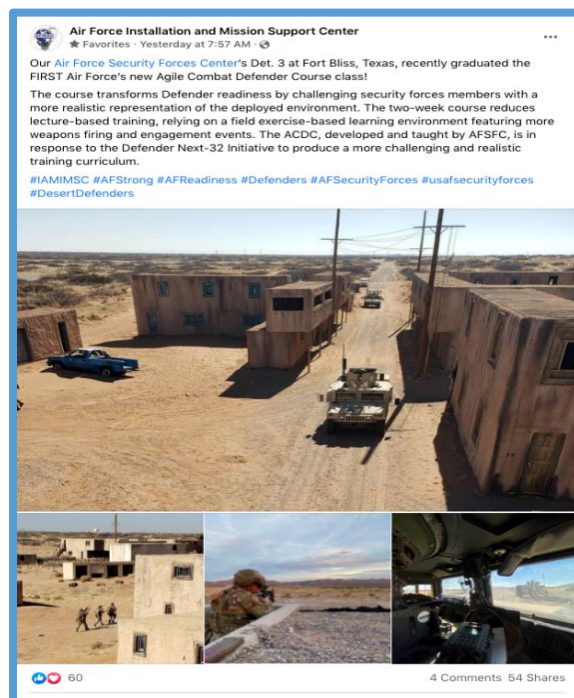 Air Force Installation and Mission Support Center
Favorites · Yesterday at 7:57 AM ·
Our Air Force Security Forces Center's Det. 3 at Fort Bliss, Texas, recently graduated the
FIRST Air Force's new Agile Combat Defender Course class!
The course transforms Defender readiness by challenging security forces members with a
more realistic representation of the deployed environment. The two-week course reduces
lecture-based training, relying on a field exercise-based learning environment featuring more
weapons firing and engagement events. The ACDC, developed and taught by AFSFC, is in
response to the Defender Next-32 Initiative to produce a more challenging and realistic
training curriculum.
#IAMIMSC #AFStrong #AFReadiness #Defenders #AFSecurityForces #usafsecurityforces
#DesertDefenders
60
4 Comments 54 Shares